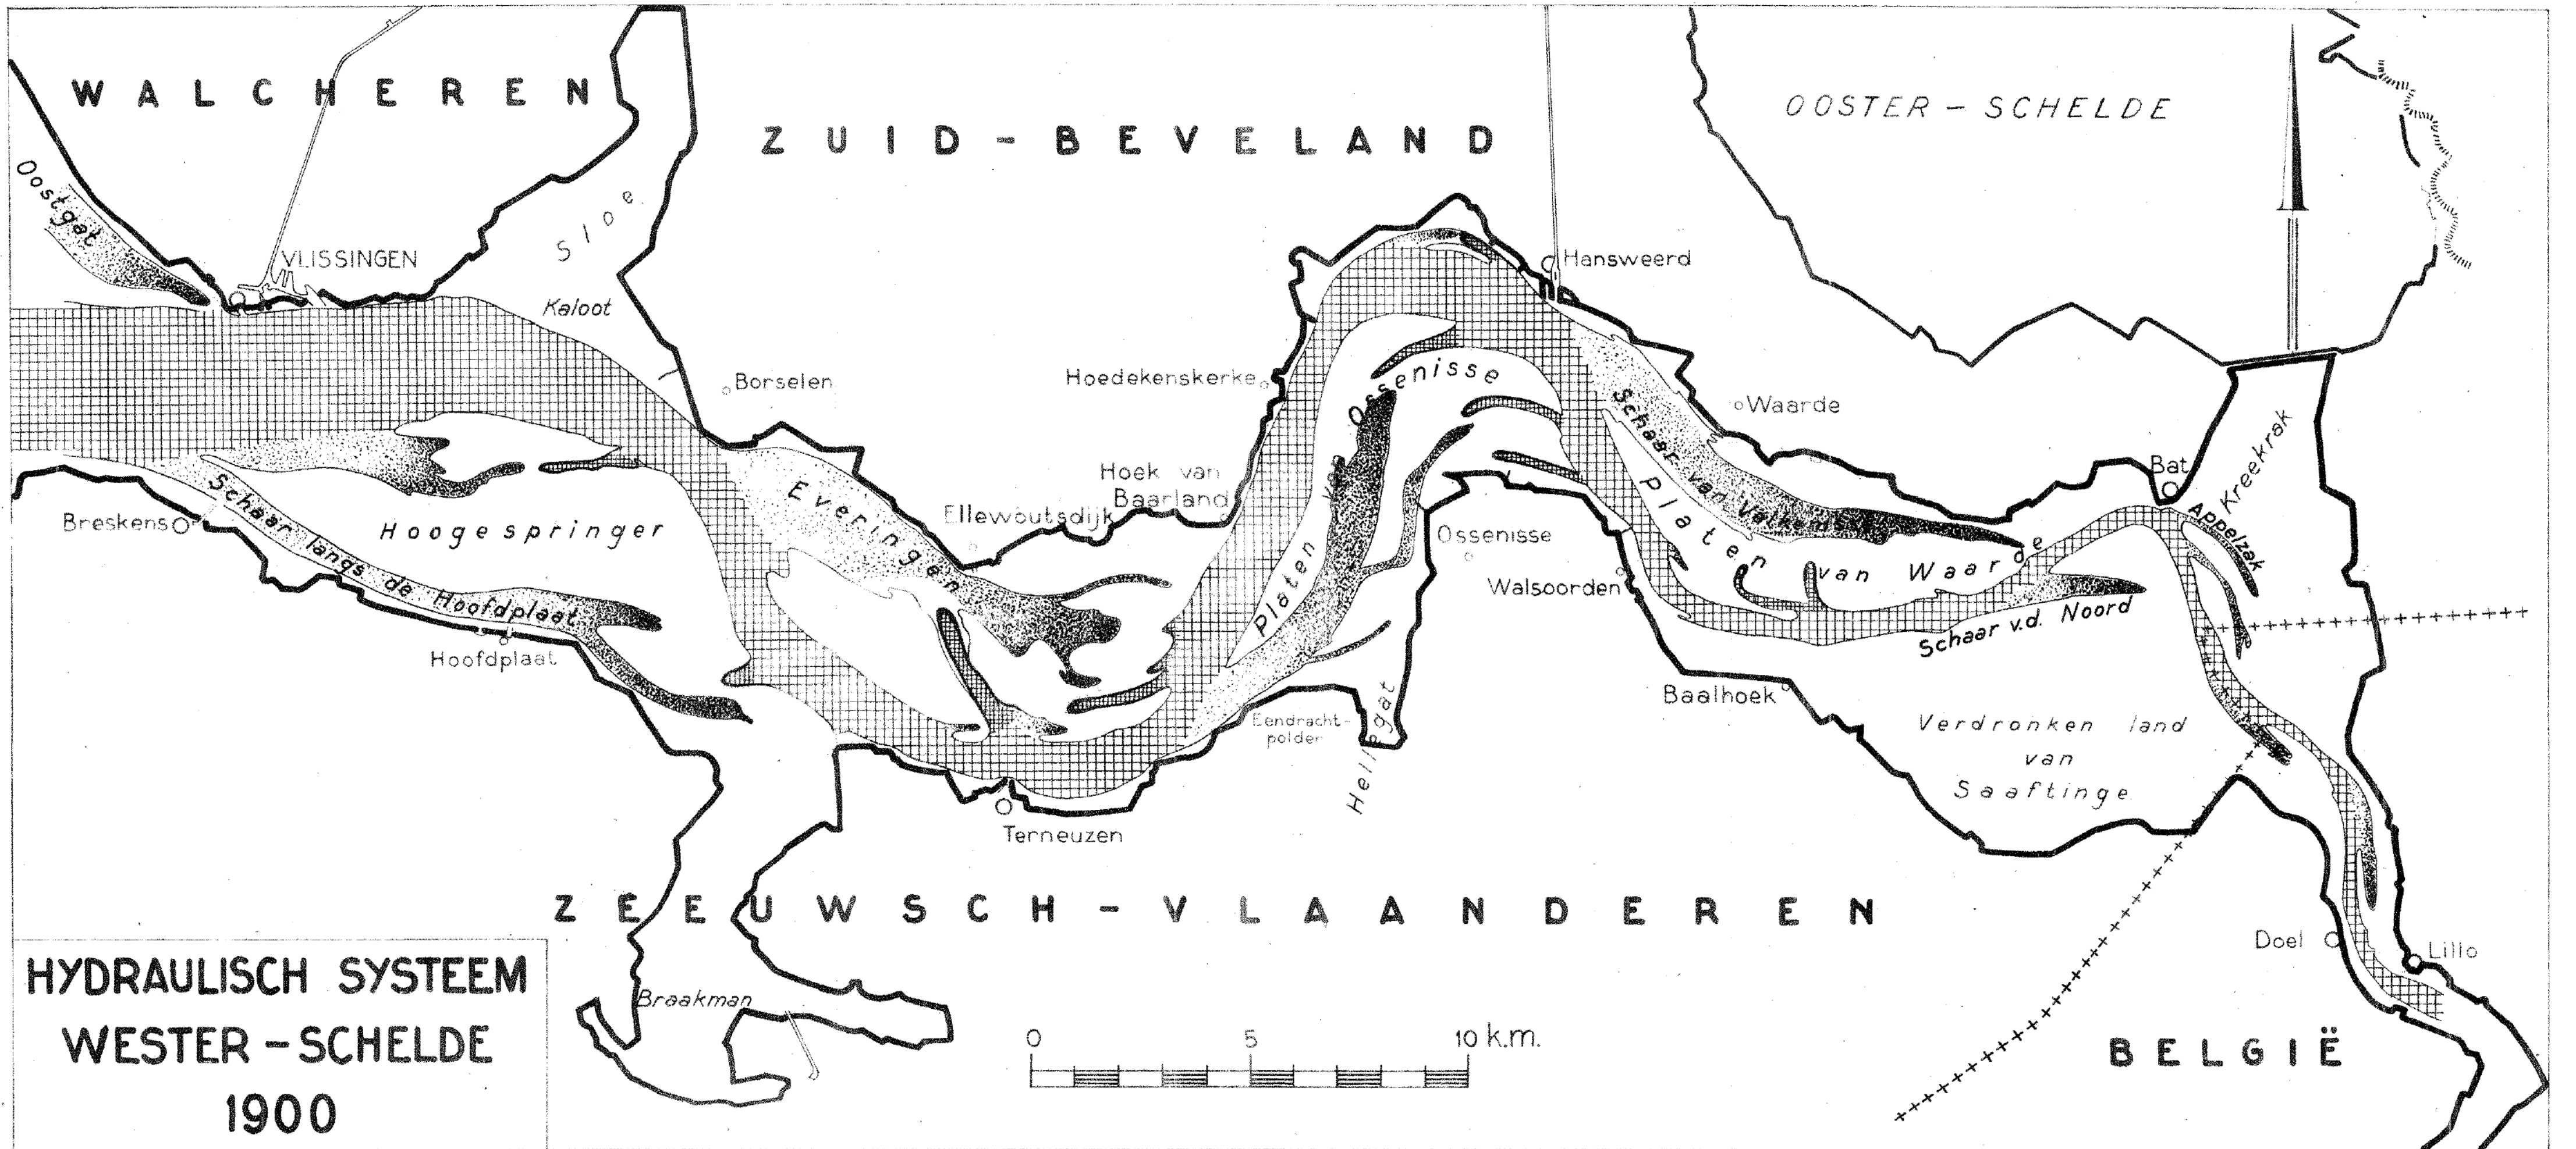 WALCHEREN
ZUID-BEVELAND
OOSTER-SCHELDE
Oostgat
Sloe
VLISSINGEN
Hansweerd
Kaloot
Borselen
Hoedekenskerke
Ossenisse
Waarde
Schaar van Valkenisse
Kreekrak
Bat
Appelzak
Hoek van
Baarland
Everingen
Ellewoutsdijk
Breskens
Schaar langs de Hoofdplaat
Hoogespringer
Platen van
Ossenisse
Platen van Waarde
Walsoorden
Schaar v.d. Noord
Hoofdplaat
Baalhoek
Eendracht-
polder
Hellegat
Verdronken land
van
Saaftinge
Terneuzen
ZEEUWSCH-VLAANDEREN
Doel
Lillo
Braakman
HYDRAULISCH SYSTEEM
WESTER-SCHELDE
1900
0 5 10 k.m.
BELGIË